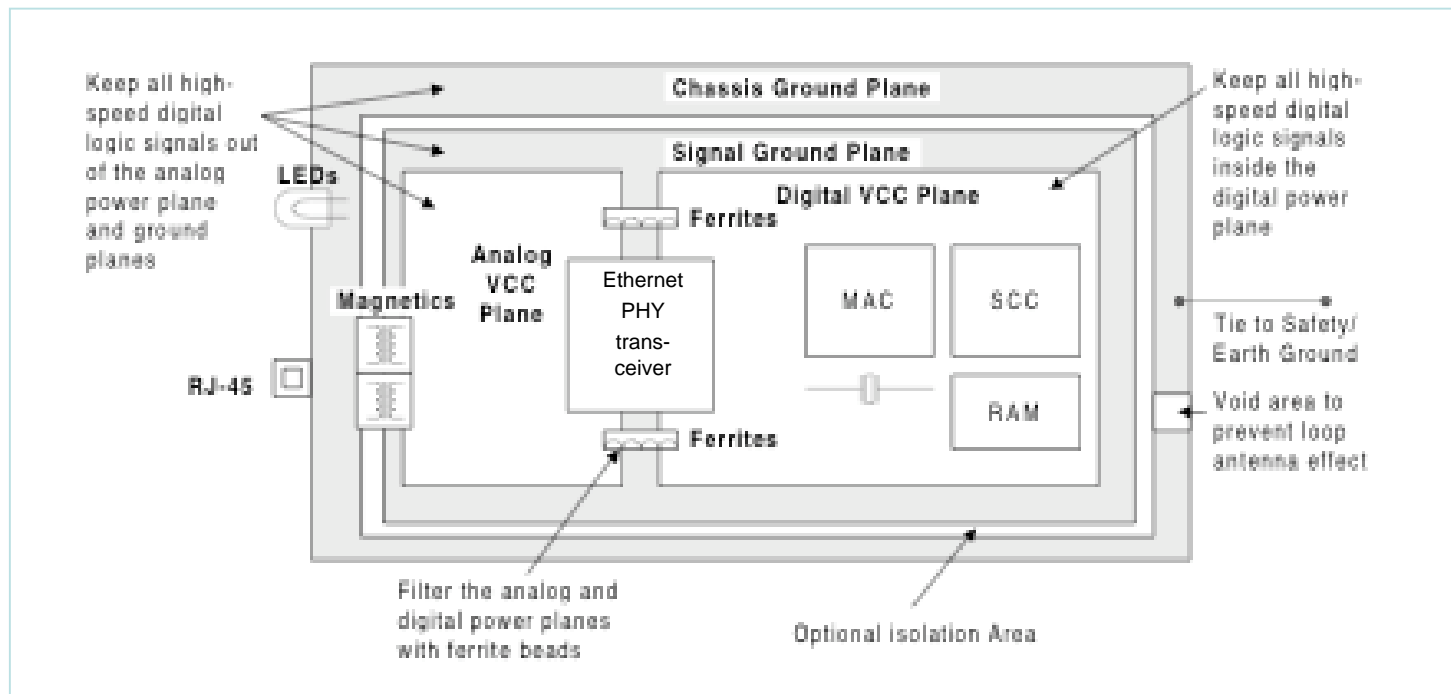 Keep all high-
speed digital
logic signals out
of the analog
power plane
and ground
planes
Chassis Ground Plane
Keep all high-
speed digital
logic signals
inside the
digital power
plane
Signal Ground Plane
LEDs
Digital VCC Plane
Ferrites
Analog
VCC
Plane
Ethernet
PHY
trans-
ceiver
MAC
SCC
Magnetics
Tie to Safety/
Earth Ground
RJ-45
RAM
Void area to
prevent loop
antenna effect
Ferrites
Filter the analog and
digital power planes
with ferrite beads
Optional isolation Area